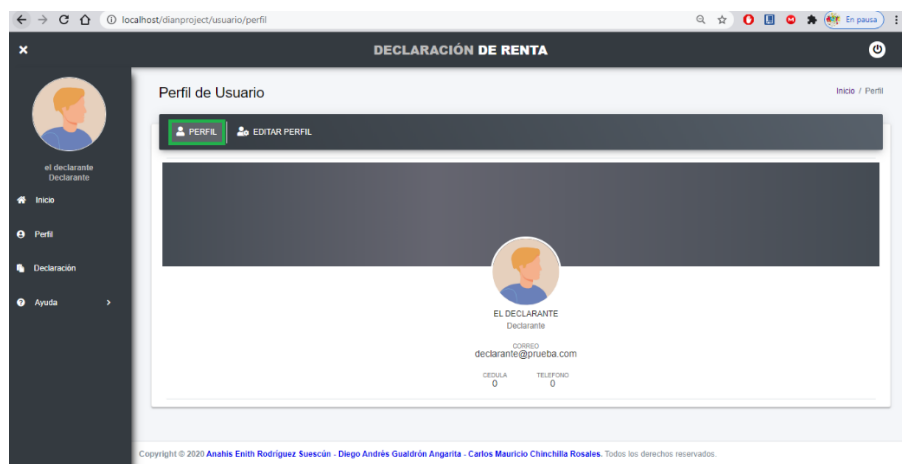 localhost/dianproject/usuario/perfil
En pausa
DECLARACIÓN DE RENTA
el declarante
Declarante
Inicio
Perfil
Declaración
Ayuda
Perfil de Usuario
Inicio / Perfil
PERFIL
EDITAR PERFIL
EL DECLARANTE
Declarante
CORREO
declarante@prueba.com
CEDULA TELEFONO
0 0
Copyright © 2020 Anahis Enith Rodríguez Suescún - Diego Andrés Gualdrón Angarita - Carlos Mauricio Chinchilla Rosales. Todos los derechos reservados.